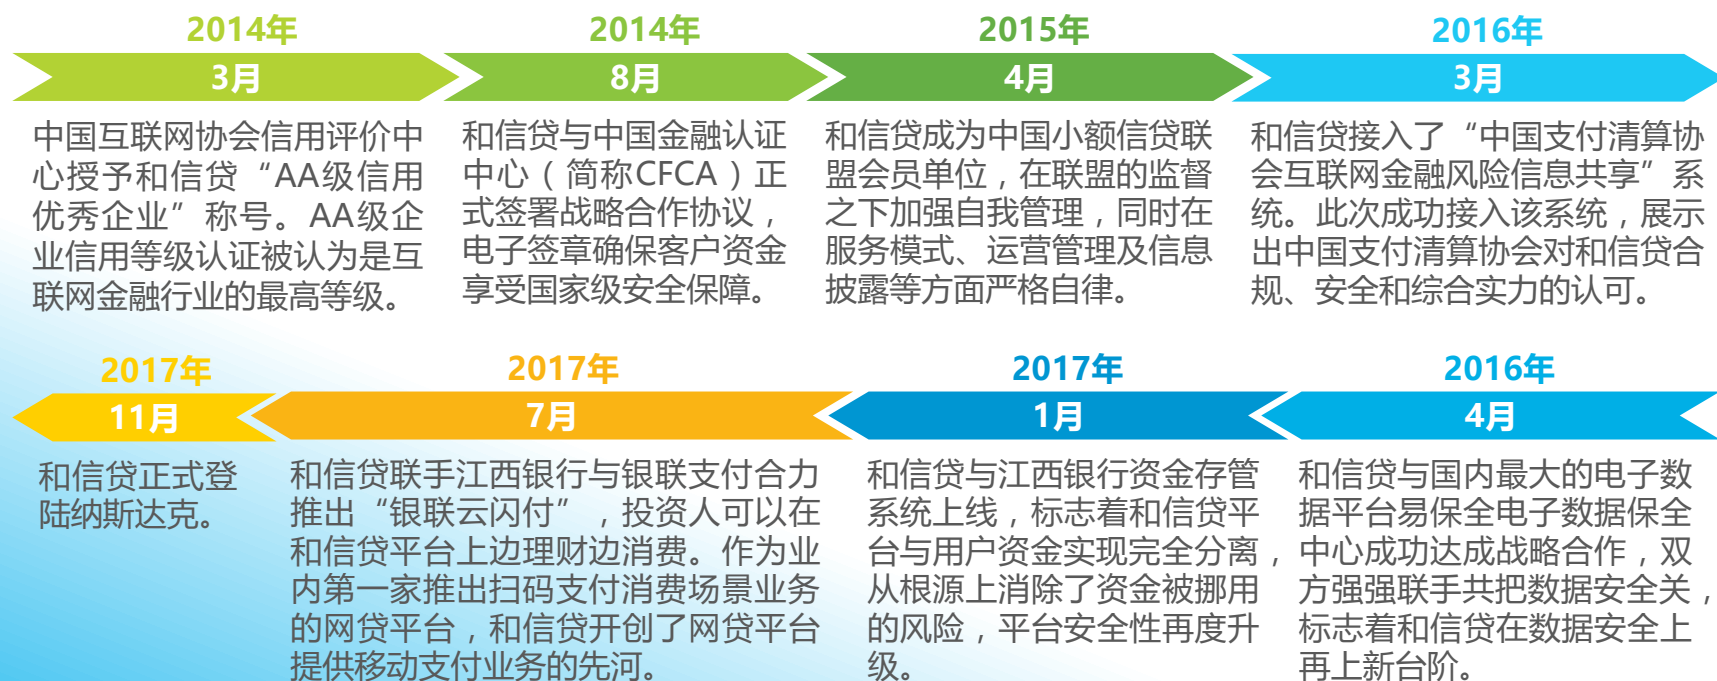 2014年
3月
中国互联网协会信用评价中
心授予和信贷“AA级信用
优秀企业”称号。AA级企
业信用等级认证被认为是互
联网金融行业的最高等级。
2014年
8月
和信贷与中国金融认证
中心（简称CFCA）正
式签署战略合作协议，
电子签章确保客户资金
享受国家级安全保障。
2015年
4月
和信贷成为中国小额信贷联
盟会员单位，在联盟的监督
之下加强自我管理，同时在
服务模式、运营管理及信息
披露等方面严格自律。
2016年
3月
和信贷接入了“中国支付清算协
会互联网金融风险信息共享”系
统。此次成功接入该系统，展示
出中国支付清算协会对和信贷合
规、安全和综合实力的认可。
2016年
4月
和信贷与国内最大的电子数
据平台易保全电子数据保全
中心成功达成战略合作，双
方强强联手共把数据安全关，
标志着和信贷在数据安全上
再上新台阶。
2017年
1月
和信贷与江西银行资金存管
系统上线，标志着和信贷平
台与用户资金实现完全分离，
从根源上消除了资金被挪用
的风险，平台安全性再度升
级。
2017年
7月
和信贷联手江西银行与银联支付合力
推出“银联云闪付”，投资人可以在
和信贷平台上边理财边消费。作为业
内第一家推出扫码支付消费场景业务
的网贷平台，和信贷开创了网贷平台
提供移动支付业务的先河。
2017年
11月
和信贷正式登
陆纳斯达克。